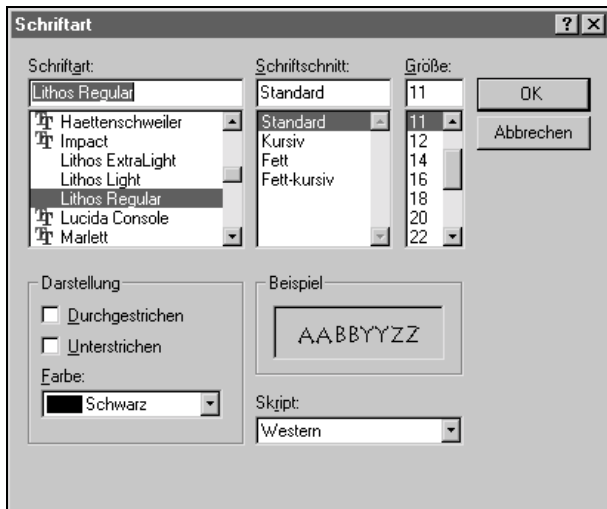 Schriftart
Schriftart:
Lithos Regular
Haettenschweiler
Impact
Lithos ExtraLight
Lithos Light
Lithos Regular
Lucida Console
Marlett
Schriftschnitt:
Standard
Standard
Kursiv
Fett
Fett-kursiv
Größe:
11
11
12
14
16
18
20
22
OK
Abbrechen
Darstellung
Durchgestrichen
Unterstrichen
Farbe:
Schwarz
Beispiel
AABBYYZZ
Skript:
Western